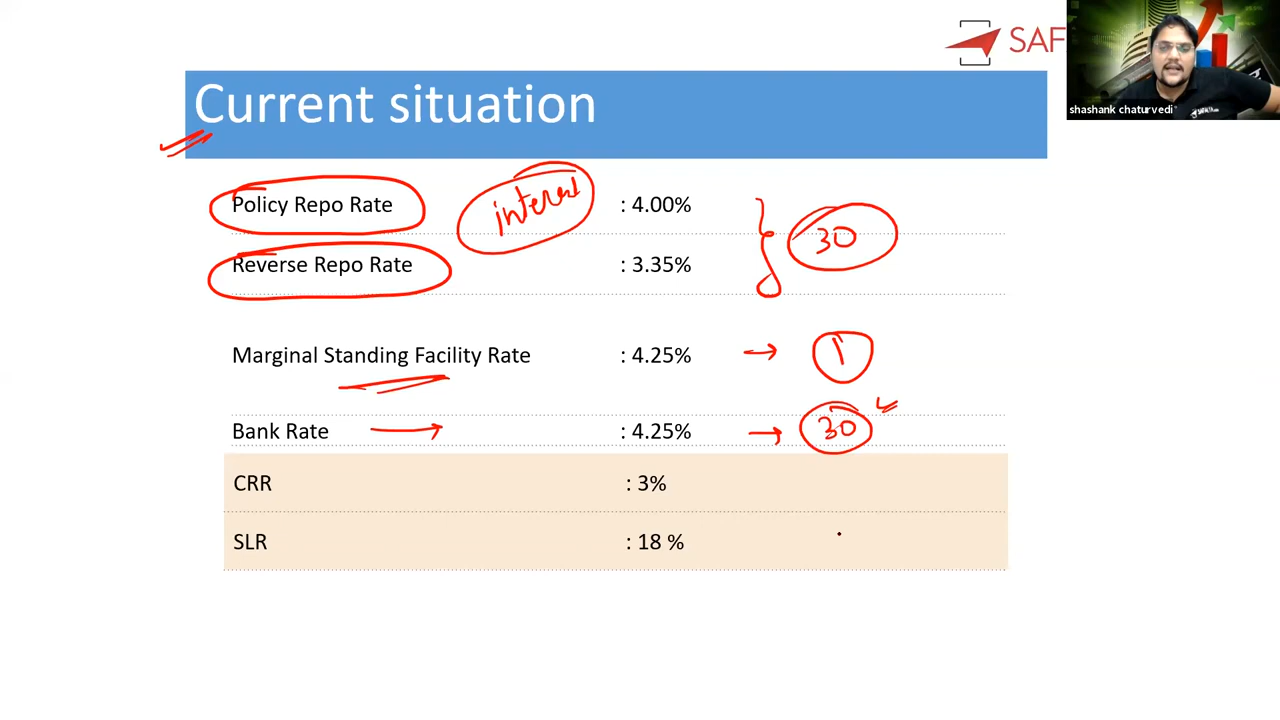 SAF
shashank chaturvedi
Current situation
Policy Repo Rate interest : 4.00%
30
Reverse Repo Rate : 3.35%
Marginal Standing Facility Rate : 4.25% → 1
Bank Rate → : 4.25% → 30
CRR : 3%
SLR : 18 %